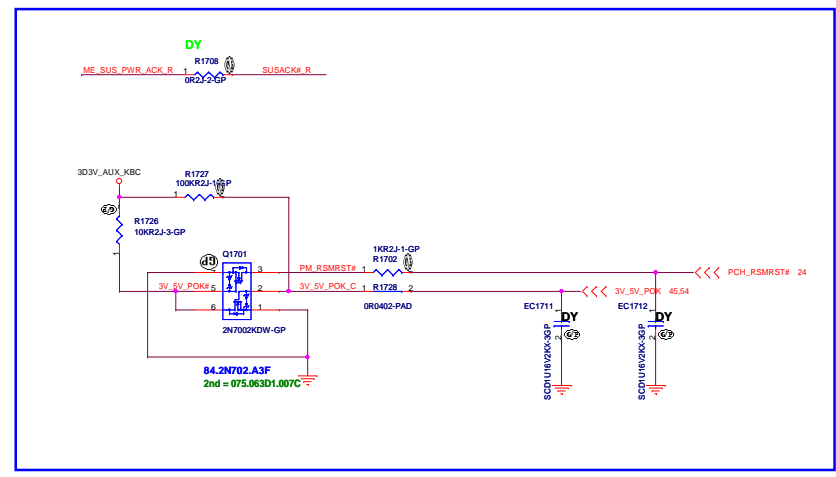 DY
R1708
ME_SUS_PWR_ACK_R 1 SUSACK#_R
0R2J-2-GP
3D3V_AUX_KBC
R1727
100KR2J-1-GP
1
R1726
10KR2J-3-GP
1
Q1701
1KR2J-1-GP
R1702
3 PM_RSMRST# 1
PCH_RSMRST# 24
3V_5V_POK# 5 2 3V_5V_POK_C 1 R1728 2 3V_5V_POK 45,54
6 1
0R0402-PAD
2N7002KDW-GP
EC1711 1 DY 2
SCD1U16V2KX-3GP
EC1712 1 DY 2
SCD1U16V2KX-3GP
84.2N702.A3F
2nd = 075.063D1.007C